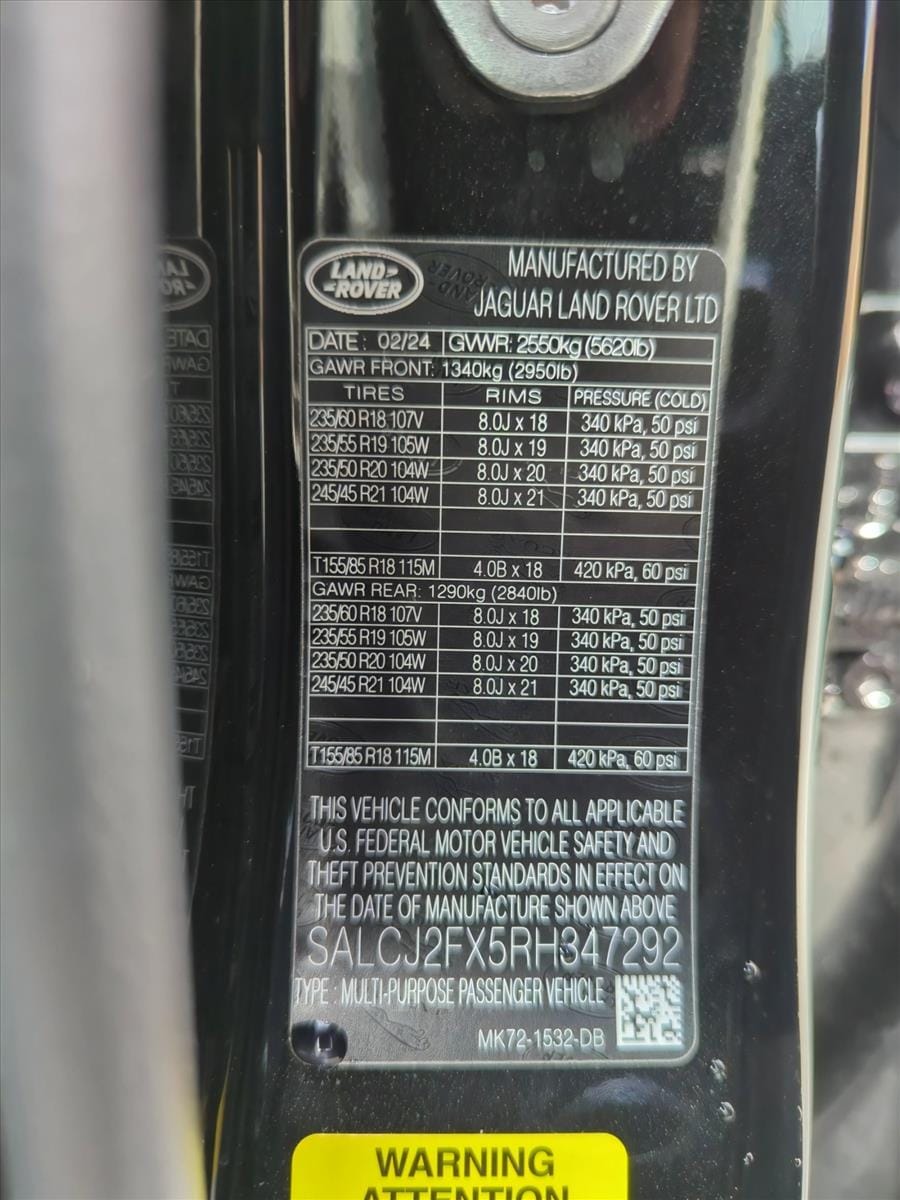 LAND-
-ROVER
MANUFACTURED BY
JAGUAR LAND ROVER LTD
DATE: 02/24 GVWR: 2550kg (5620lb)
GAWR FRONT: 1340kg (2950lb)
TIRES RIMS PRESSURE (COLD)
235/60 R18 107V 8.0J x 18 340 kPa, 50 psi
235/55 R19 105W 8.0J x 19 340 kPa, 50 psi
235/50 R20 104W 8.0J x 20 340 kPa, 50 psi
245/45 R21 104W 8.0J x 21 340 kPa, 50 psi
T155/85 R18 115M 4.0B x 18 420 kPa, 60 psi
GAWR REAR: 1290kg (2840lb)
235/60 R18 107V 8.0J x 18 340 kPa, 50 psi
235/55 R19 105W 8.0J x 19 340 kPa, 50 psi
235/50 R20 104W 8.0J x 20 340 kPa, 50 psi
245/45 R21 104W 8.0J x 21 340 kPa, 50 psi
T155/85 R18 115M 4.0B x 18 420 kPa, 60 psi
THIS VEHICLE CONFORMS TO ALL APPLICABLE
U.S. FEDERAL MOTOR VEHICLE SAFETY AND
THEFT PREVENTION STANDARDS IN EFFECT ON
THE DATE OF MANUFACTURE SHOWN ABOVE
SALCJ2FX5RH347292
TYPE : MULTI-PURPOSE PASSENGER VEHICLE
MK72-1532-DB
WARNING
ATTENTION